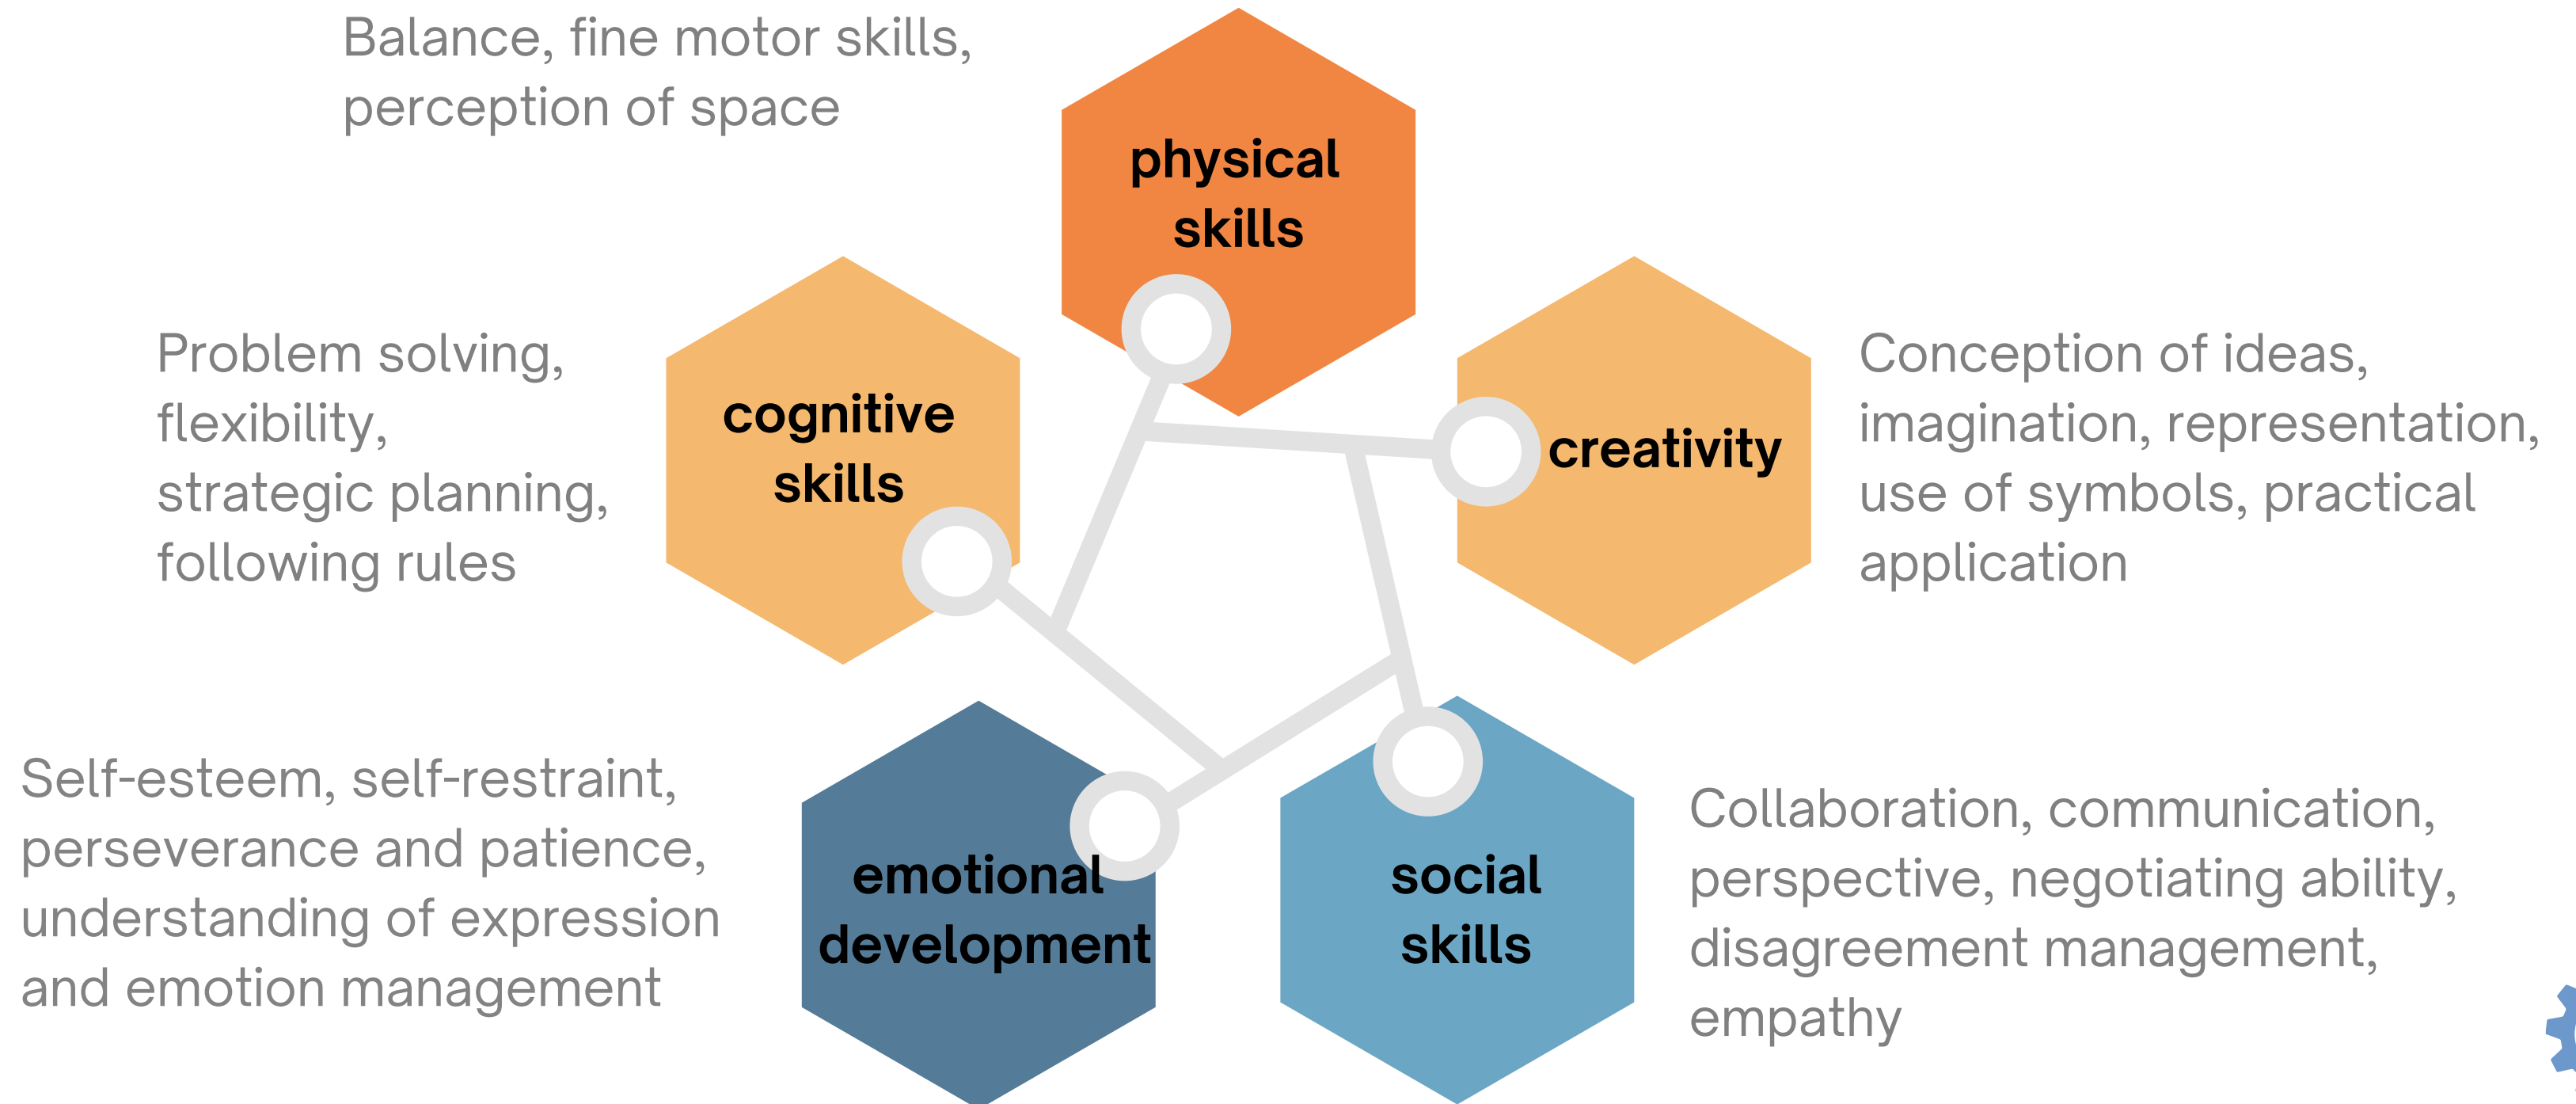 Balance, fine motor skills,
perception of space
physical
skills
Problem solving,
flexibility,
strategic planning,
following rules
cognitive
skills
creativity
Conception of ideas,
imagination, representation,
use of symbols, practical
application
Self-esteem, self-restraint,
perseverance and patience,
understanding of expression
and emotion management
emotional
development
social
skills
Collaboration, communication,
perspective, negotiating ability,
disagreement management,
empathy